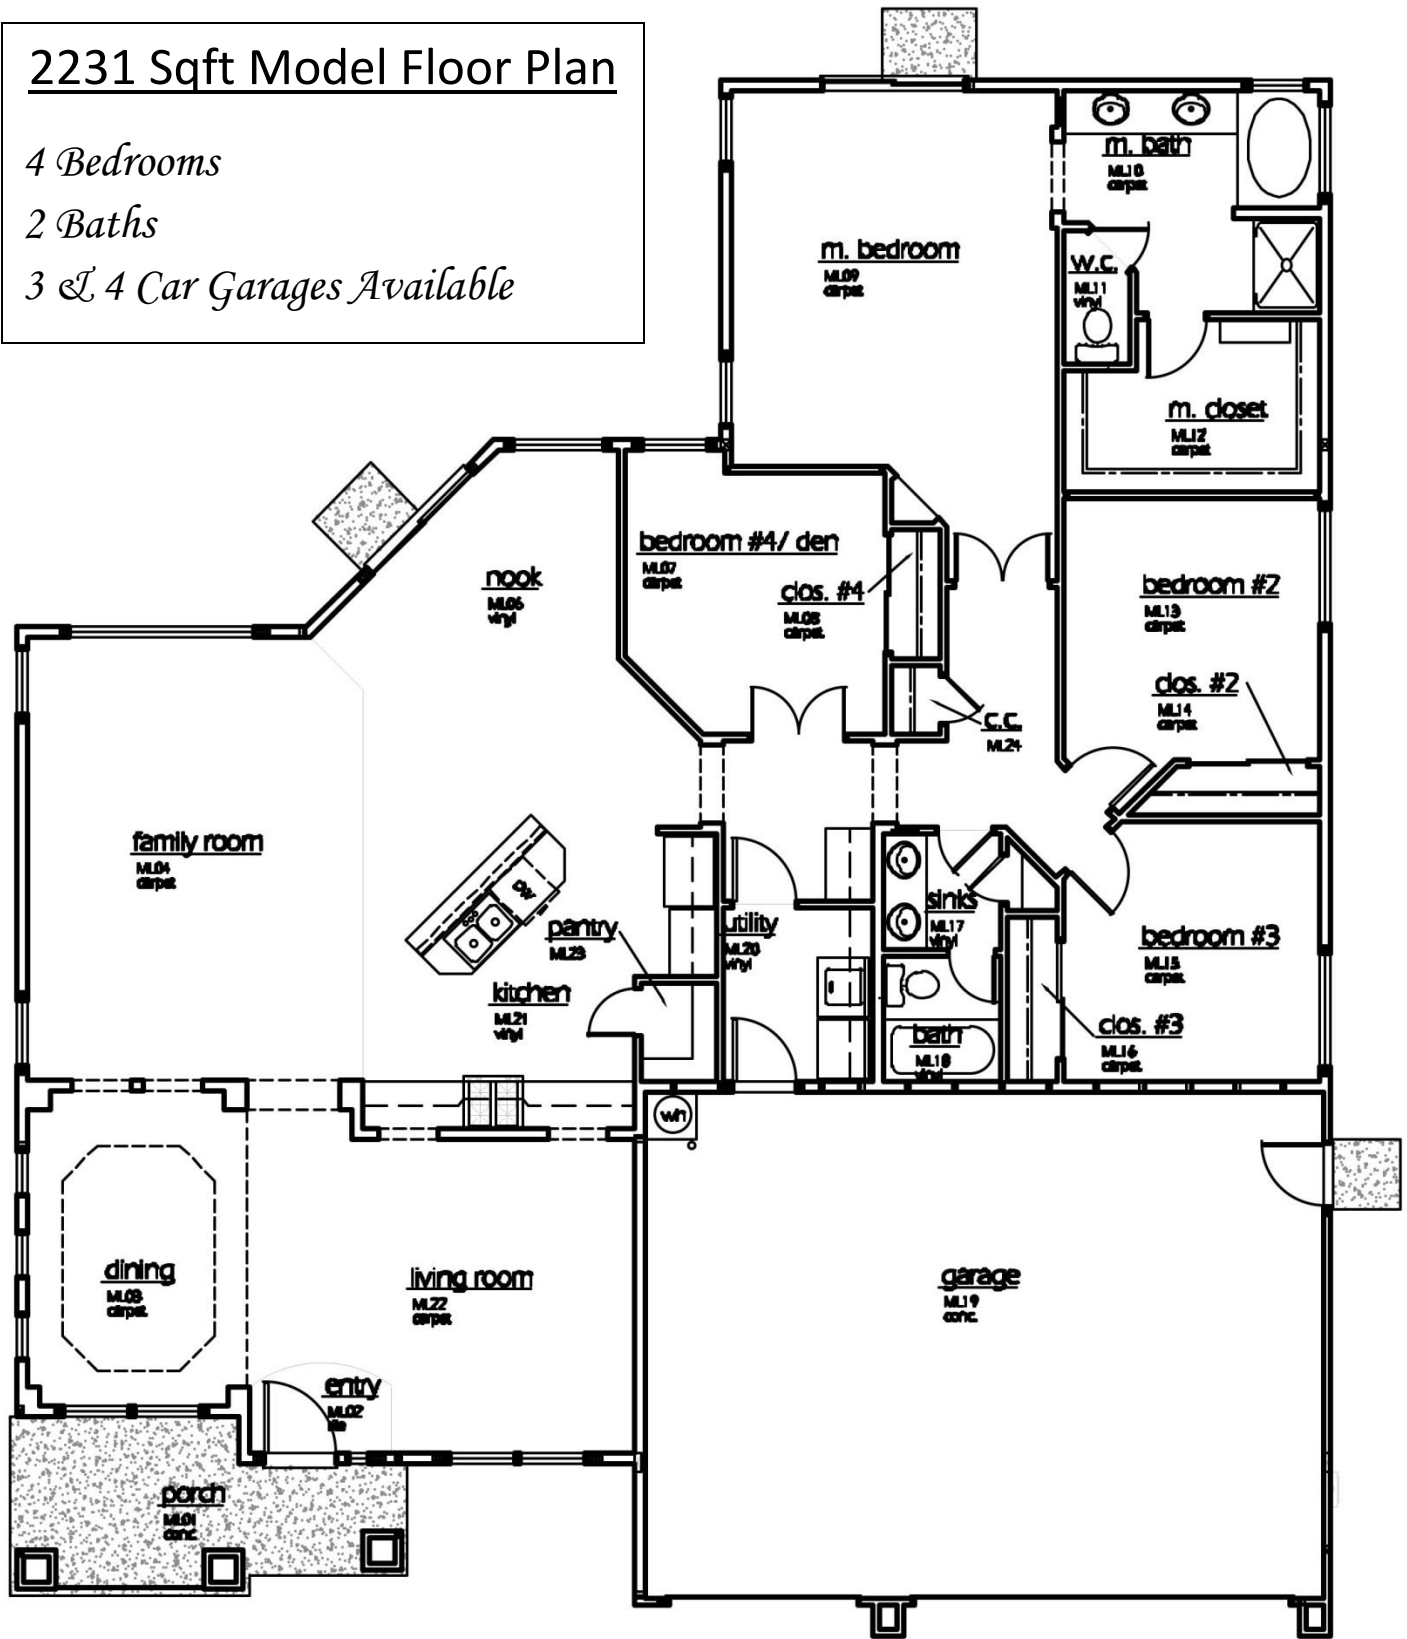 2231 Sqft Model Floor Plan
4 Bedrooms
2 Baths
3 & 4 Car Garages Available
m. bath
ML10
carpet
m. bedroom
ML09
carpet
w.c.
ML11
vinyl
m. closet
ML12
carpet
bedroom #4/ den
ML07
carpet
clos. #4
ML08
carpet
nook
ML06
vinyl
bedroom #2
ML13
carpet
clos. #2
ML14
carpet
c.c.
ML24
family room
ML04
carpet
DW
pantry
ML23
utility
ML20
vinyl
sinks
ML17
vinyl
bedroom #3
ML15
carpet
kitchen
ML21
vinyl
clos. #3
ML16
carpet
bath
ML18
vinyl
wh
dining
ML03
carpet
living room
ML22
carpet
garage
ML19
conc.
entry
ML02
tile
porch
ML01
conc.